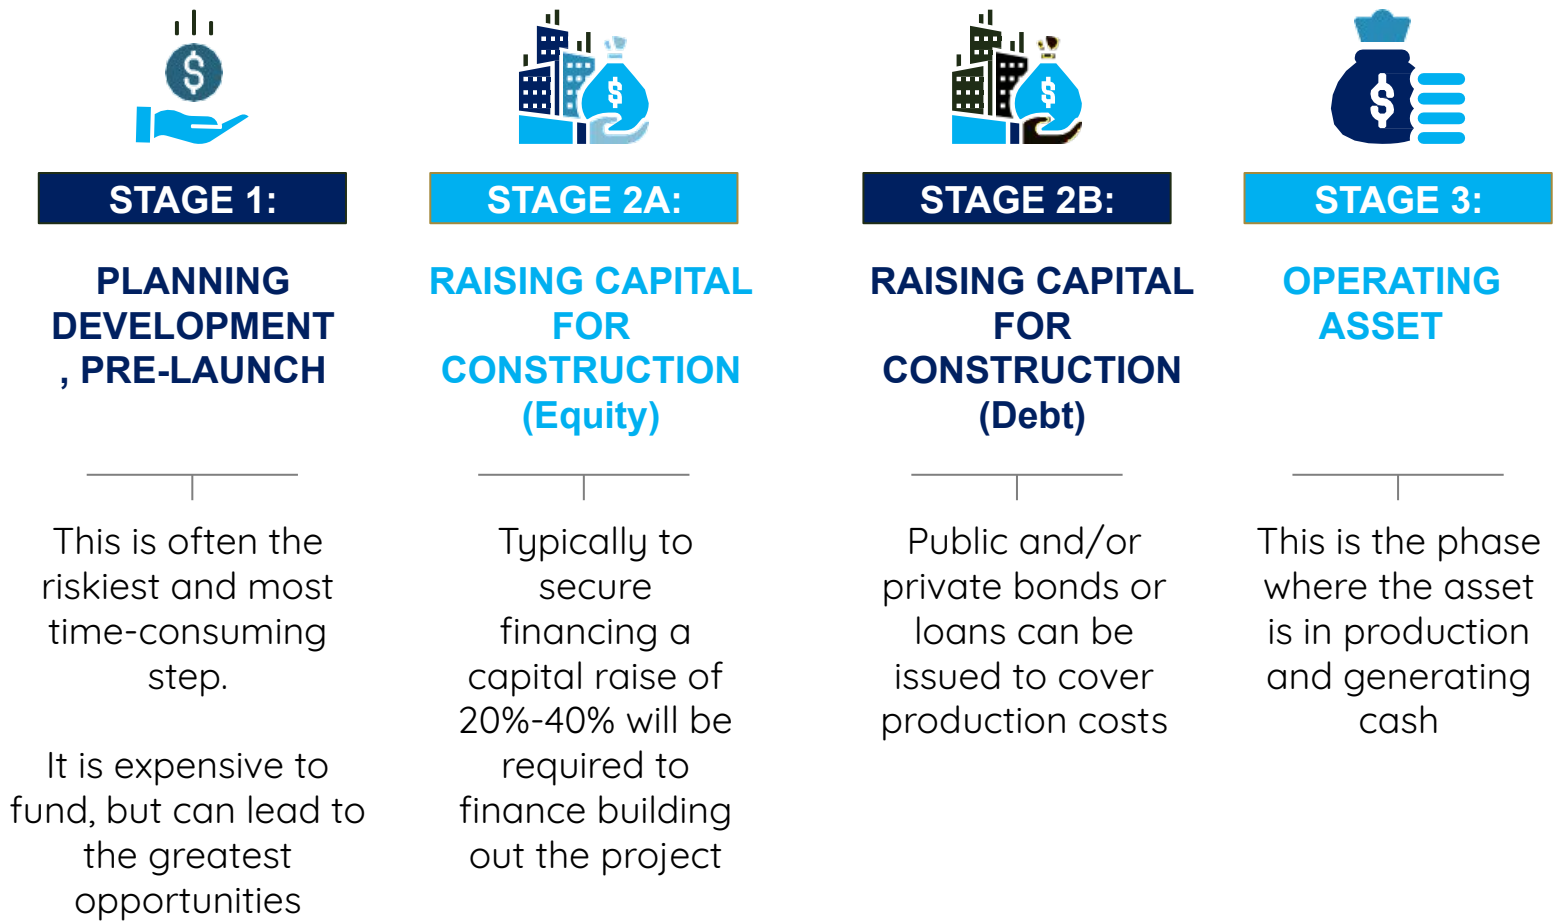 STAGE 1:
PLANNING
DEVELOPMENT
, PRE-LAUNCH
This is often the
riskiest and most
time-consuming
step.
It is expensive to
fund, but can lead to
the greatest
opportunities
STAGE 2A:
RAISING CAPITAL
FOR
CONSTRUCTION
(Equity)
Typically to
secure
financing a
capital raise of
20%-40% will be
required to
finance building
out the project
STAGE 2B:
RAISING CAPITAL
FOR
CONSTRUCTION
(Debt)
Public and/or
private bonds or
loans can be
issued to cover
production costs
STAGE 3:
OPERATING
ASSET
This is the phase
where the asset
is in production
and generating
cash